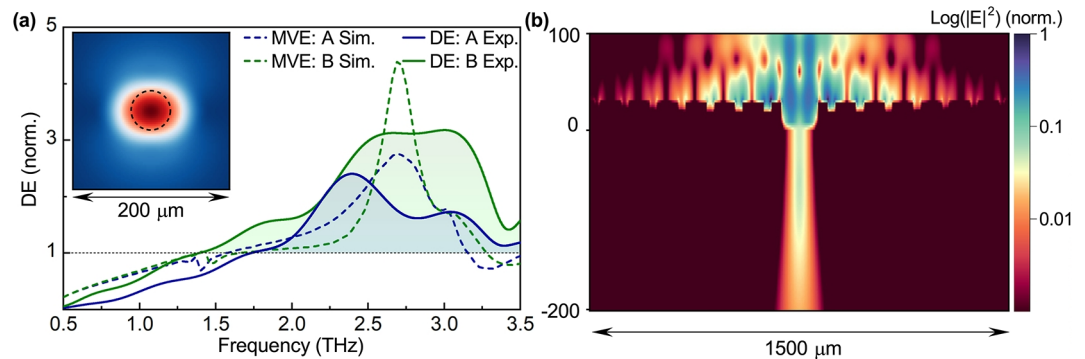 (a)
5
3
1
DE (norm.)
MVE: A Sim.
DE: A Exp.
MVE: B Sim.
DE: B Exp.
200 μm
0.5 1.0 1.5 2.0 2.5 3.0 3.5
Frequency (THz)
(b)
Log(|E|²) (norm.)
100
0
-200
1500 μm
1
0.1
0.01